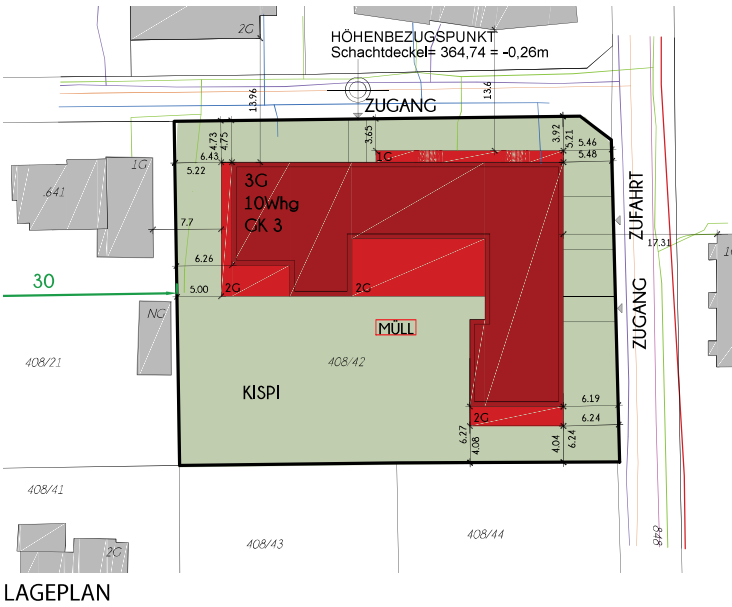 2G
HÖHENBEZUGSPUNKT
Schachtdeckel= 364,74 = -0,26m
13.96
13.6
ZUGANG
4.73
4.75
3.65
3.92
5.21
5.46
6.43
1G
5.48
1G
5.22
.641
3G
10Whg
GK 3
ZUFAHRT
7.7
17.31
1G
6.26
30
5.00
2G
2G
NG
MÜLL
ZUGANG
408/21
408/42
KISPI
6.19
2G
6.24
6.27
4.08
4.04
6.24
408/41
408/43
408/44
848
2G
LAGEPLAN